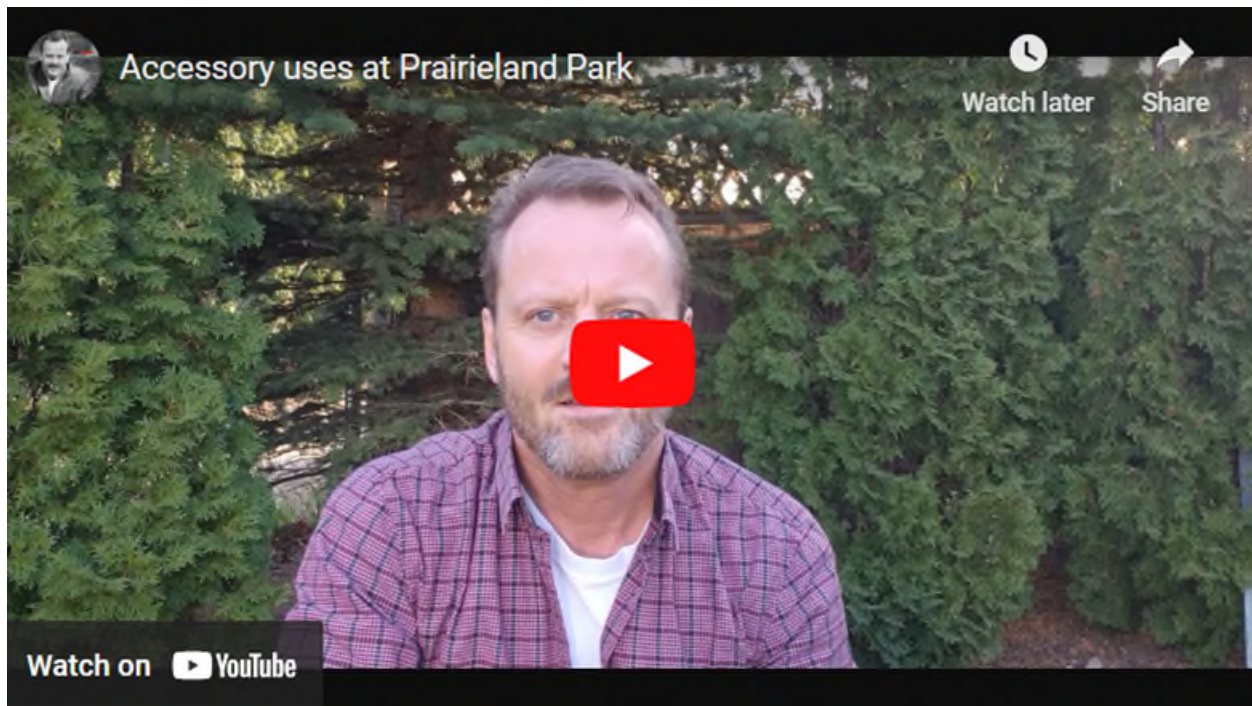 Accessory uses at Prairieland Park
Watch later
Share
Watch on YouTube